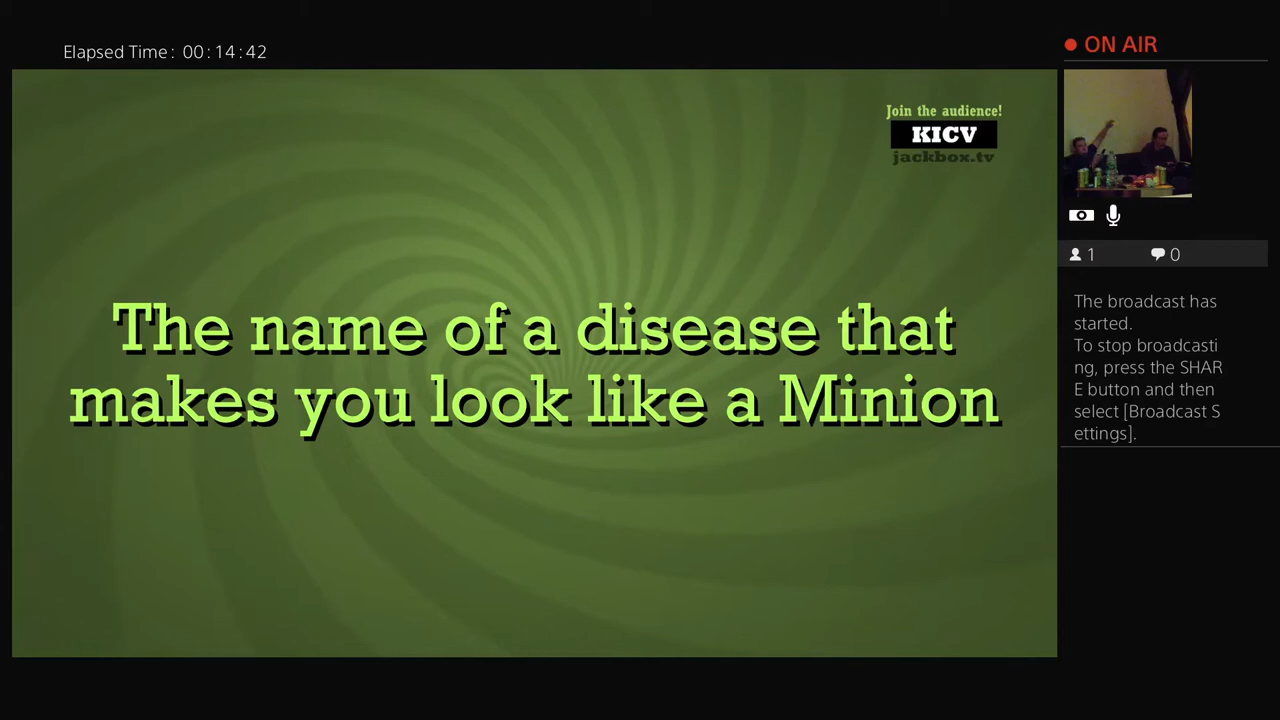 Elapsed Time: 00:14:42
ON AIR
Join the audience!
KICV
jackbox.tv
1
0
The name of a disease that
makes you look like a Minion
The broadcast has
started.
To stop broadcasti
ng, press the SHAR
E button and then
select [Broadcast S
ettings].